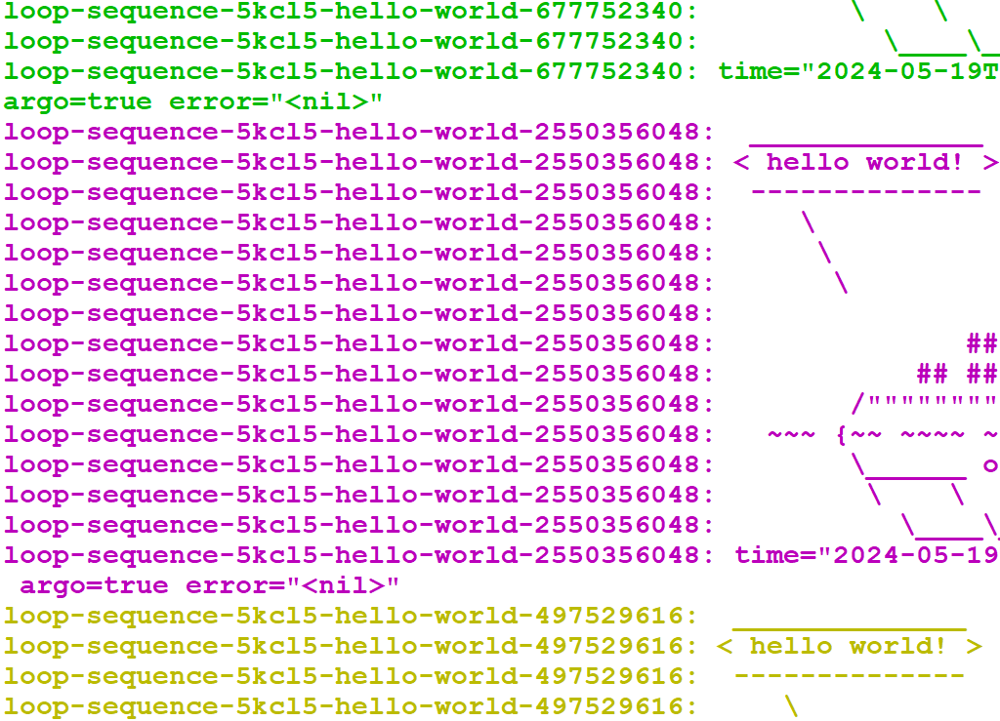 loop-sequence-5kcl5-hello-world-677752340:         \    \
loop-sequence-5kcl5-hello-world-677752340:           \____\_
loop-sequence-5kcl5-hello-world-677752340: time="2024-05-19T
argo=true error="<nil>"
loop-sequence-5kcl5-hello-world-2550356048:  ______________
loop-sequence-5kcl5-hello-world-2550356048: < hello world! >
loop-sequence-5kcl5-hello-world-2550356048:  --------------
loop-sequence-5kcl5-hello-world-2550356048:     \
loop-sequence-5kcl5-hello-world-2550356048:      \
loop-sequence-5kcl5-hello-world-2550356048:       \
loop-sequence-5kcl5-hello-world-2550356048:
loop-sequence-5kcl5-hello-world-2550356048:               ##
loop-sequence-5kcl5-hello-world-2550356048:            ## ##
loop-sequence-5kcl5-hello-world-2550356048:        /""""""""
loop-sequence-5kcl5-hello-world-2550356048:   ~~~ {~~ ~~~~ ~
loop-sequence-5kcl5-hello-world-2550356048:        \______ o
loop-sequence-5kcl5-hello-world-2550356048:         \    \
loop-sequence-5kcl5-hello-world-2550356048:           \____\_
loop-sequence-5kcl5-hello-world-2550356048: time="2024-05-19
 argo=true error="<nil>"
loop-sequence-5kcl5-hello-world-497529616:  ______________
loop-sequence-5kcl5-hello-world-497529616: < hello world! >
loop-sequence-5kcl5-hello-world-497529616:  --------------
loop-sequence-5kcl5-hello-world-497529616:     \